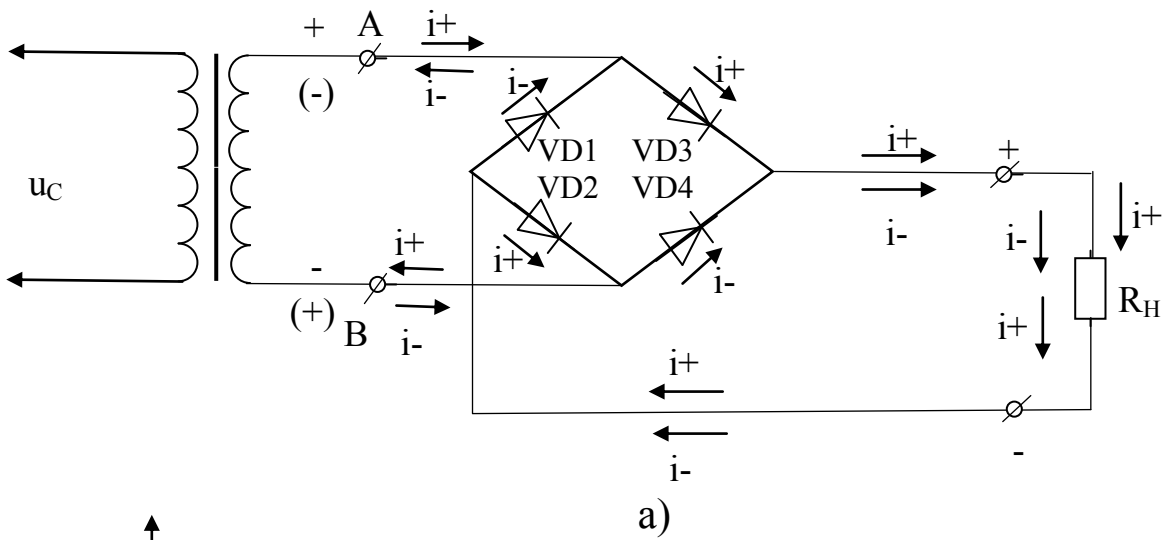 + A i+
(-) i- i- i+
VD1 VD3 i+ +
u_C VD2 VD4
- i+ i+ i- i- i- i+
(+) B i- i+ R_H
i+
i- -
a)